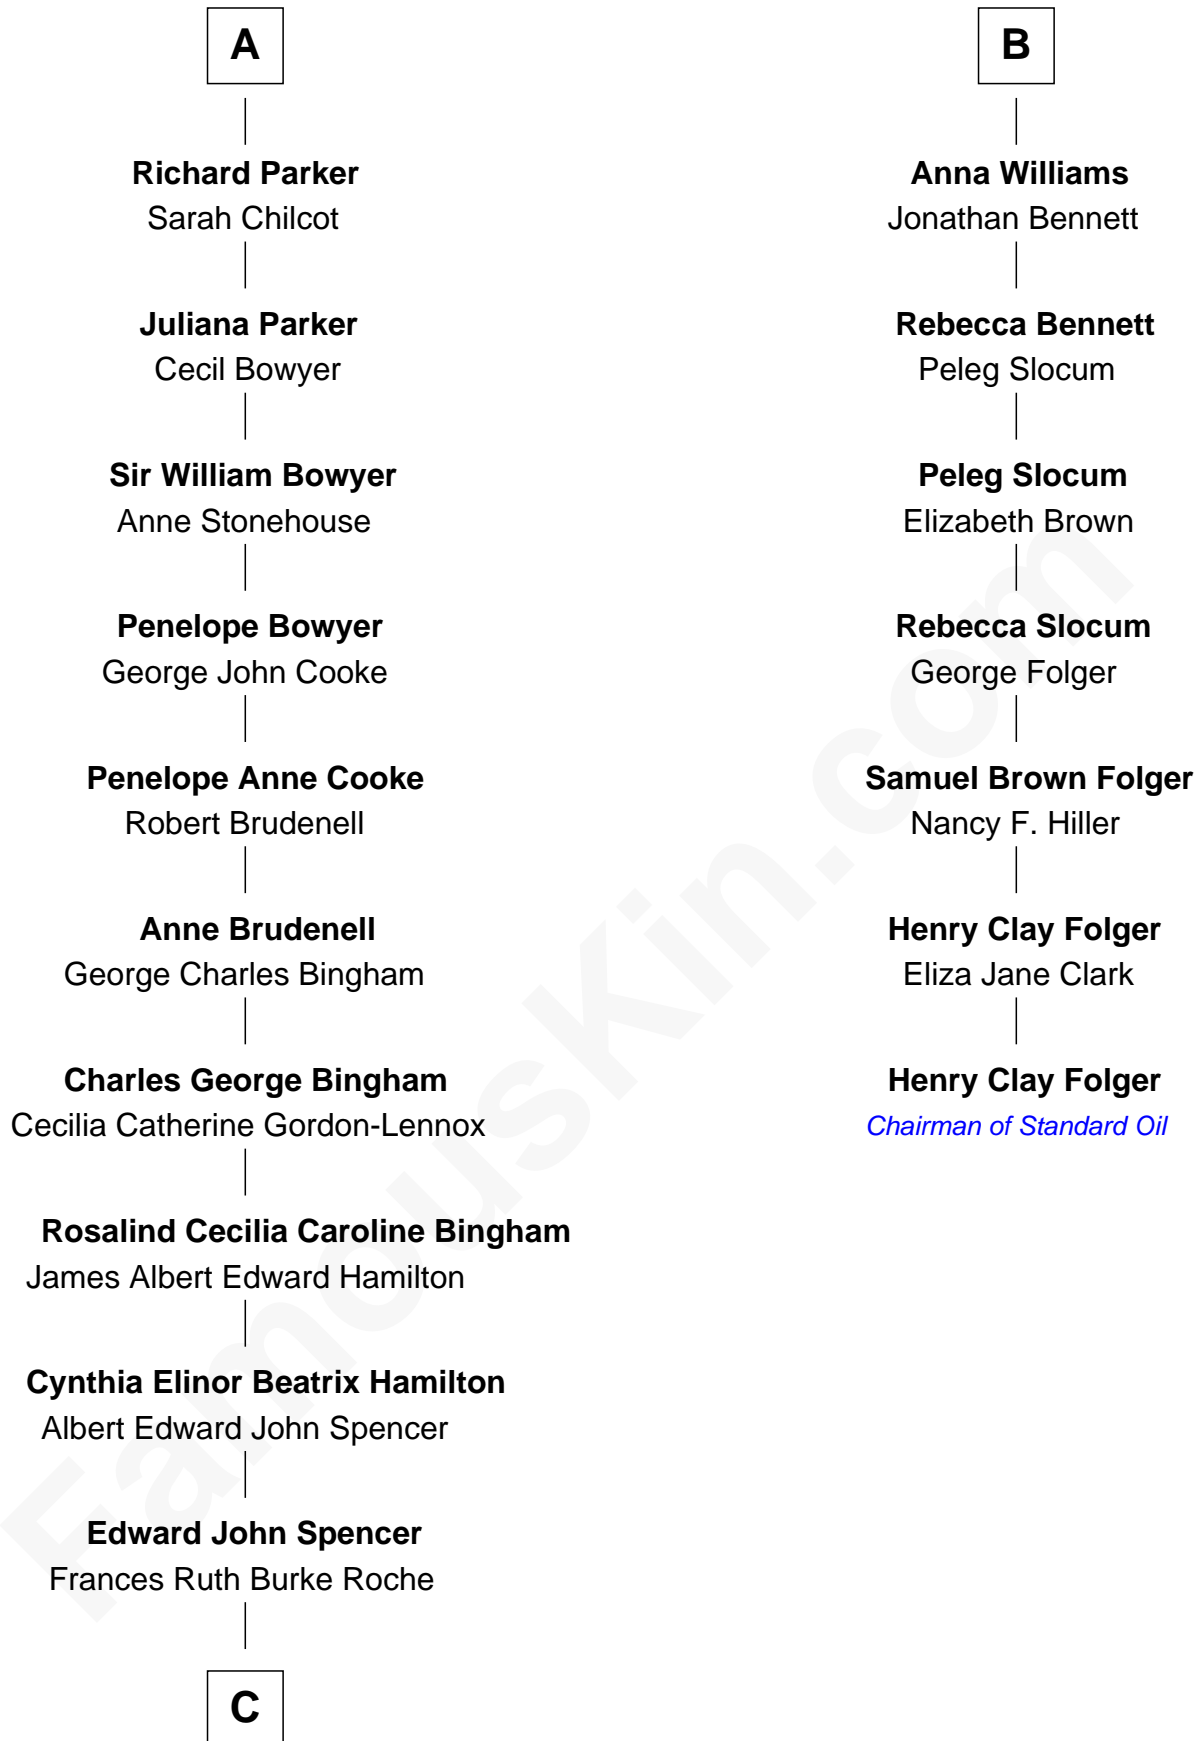 A
Richard Parker
Sarah Chilcot
Juliana Parker
Cecil Bowyer
Sir William Bowyer
Anne Stonehouse
Penelope Bowyer
George John Cooke
Penelope Anne Cooke
Robert Brudenell
Anne Brudenell
George Charles Bingham
Charles George Bingham
Cecilia Catherine Gordon-Lennox
Rosalind Cecilia Caroline Bingham
James Albert Edward Hamilton
Cynthia Elinor Beatrix Hamilton
Albert Edward John Spencer
Edward John Spencer
Frances Ruth Burke Roche
C
B
Anna Williams
Jonathan Bennett
Rebecca Bennett
Peleg Slocum
Peleg Slocum
Elizabeth Brown
Rebecca Slocum
George Folger
Samuel Brown Folger
Nancy F. Hiller
Henry Clay Folger
Eliza Jane Clark
Henry Clay Folger
Chairman of Standard Oil
FamousKin.com